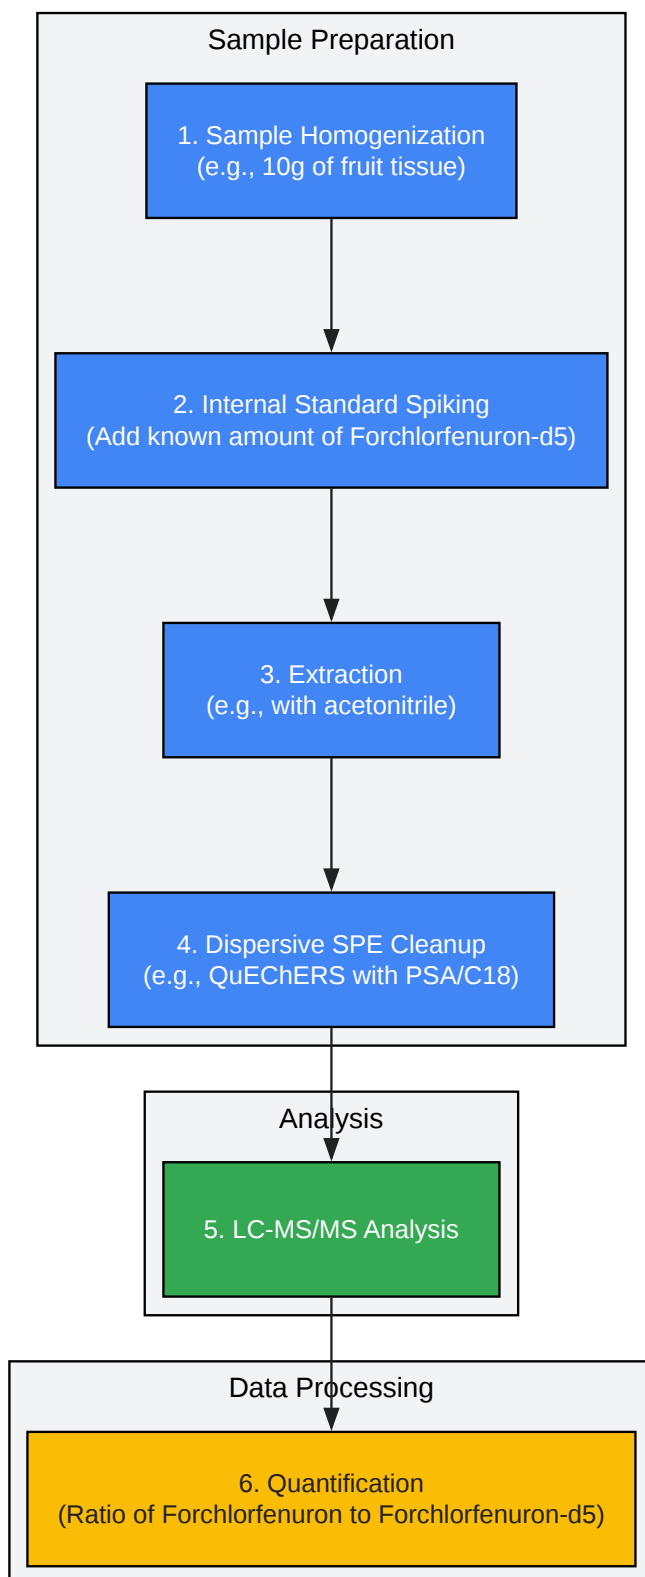 Sample Preparation
1. Sample Homogenization
(e.g., 10g of fruit tissue)
2. Internal Standard Spiking
(Add known amount of Forchlorfenuron-d5)
3. Extraction
(e.g., with acetonitrile)
4. Dispersive SPE Cleanup
(e.g., QuEChERS with PSA/C18)
Analysis
5. LC-MS/MS Analysis
Data Processing
6. Quantification
(Ratio of Forchlorfenuron to Forchlorfenuron-d5)